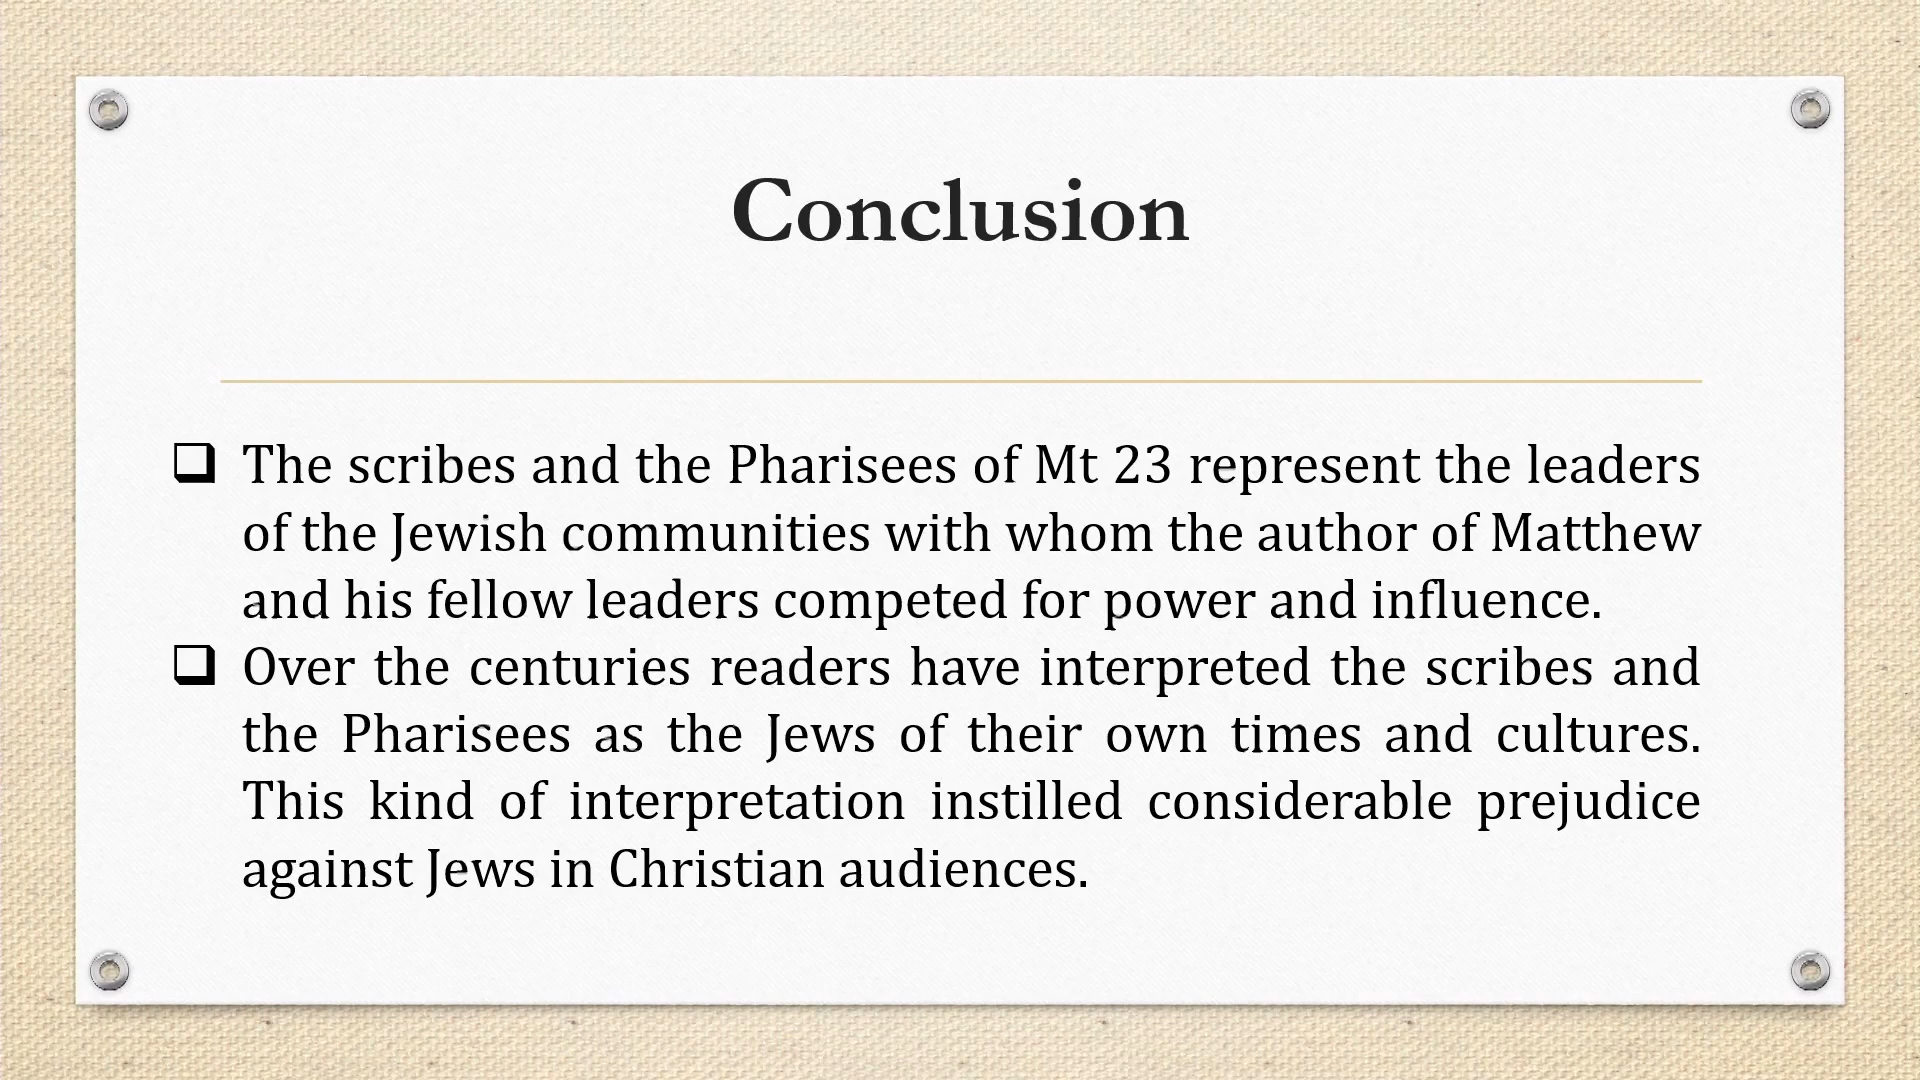 Conclusion
❑ The scribes and the Pharisees of Mt 23 represent the leaders
of the Jewish communities with whom the author of Matthew
and his fellow leaders competed for power and influence.
❑ Over the centuries readers have interpreted the scribes and
the Pharisees as the Jews of their own times and cultures.
This kind of interpretation instilled considerable prejudice
against Jews in Christian audiences.